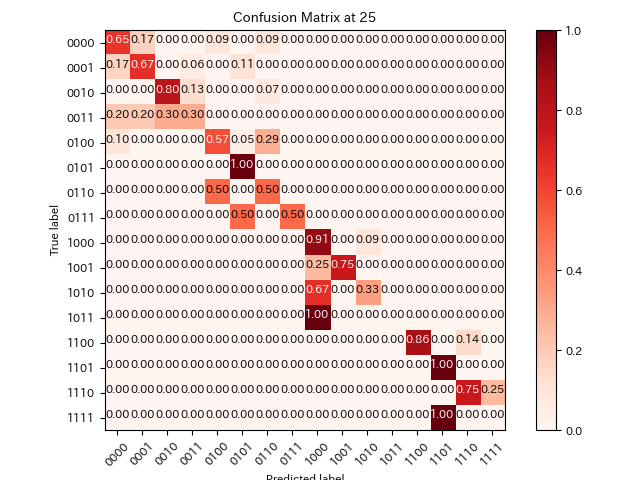 Confusion Matrix at 25
0000 0.65 0.17 0.00 0.00 0.09 0.00 0.09 0.00 0.00 0.00 0.00 0.00 0.00 0.00 0.00 0.00
0001 0.17 0.67 0.00 0.06 0.00 0.11 0.00 0.00 0.00 0.00 0.00 0.00 0.00 0.00 0.00 0.00
0010 0.00 0.00 0.80 0.13 0.00 0.00 0.07 0.00 0.00 0.00 0.00 0.00 0.00 0.00 0.00 0.00
0011 0.20 0.20 0.30 0.30 0.00 0.00 0.00 0.00 0.00 0.00 0.00 0.00 0.00 0.00 0.00 0.00
0100 0.10 0.00 0.00 0.00 0.57 0.05 0.29 0.00 0.00 0.00 0.00 0.00 0.00 0.00 0.00 0.00
0101 0.00 0.00 0.00 0.00 0.00 1.00 0.00 0.00 0.00 0.00 0.00 0.00 0.00 0.00 0.00 0.00
0110 0.00 0.00 0.00 0.00 0.50 0.00 0.50 0.00 0.00 0.00 0.00 0.00 0.00 0.00 0.00 0.00
0111 0.00 0.00 0.00 0.00 0.00 0.50 0.00 0.50 0.00 0.00 0.00 0.00 0.00 0.00 0.00 0.00
1000 0.00 0.00 0.00 0.00 0.00 0.00 0.00 0.00 0.91 0.00 0.09 0.00 0.00 0.00 0.00 0.00
1001 0.00 0.00 0.00 0.00 0.00 0.00 0.00 0.00 0.25 0.75 0.00 0.00 0.00 0.00 0.00 0.00
1010 0.00 0.00 0.00 0.00 0.00 0.00 0.00 0.00 0.67 0.00 0.33 0.00 0.00 0.00 0.00 0.00
1011 0.00 0.00 0.00 0.00 0.00 0.00 0.00 0.00 1.00 0.00 0.00 0.00 0.00 0.00 0.00 0.00
1100 0.00 0.00 0.00 0.00 0.00 0.00 0.00 0.00 0.00 0.00 0.00 0.00 0.86 0.00 0.14 0.00
1101 0.00 0.00 0.00 0.00 0.00 0.00 0.00 0.00 0.00 0.00 0.00 0.00 0.00 1.00 0.00 0.00
1110 0.00 0.00 0.00 0.00 0.00 0.00 0.00 0.00 0.00 0.00 0.00 0.00 0.00 0.00 0.75 0.25
1111 0.00 0.00 0.00 0.00 0.00 0.00 0.00 0.00 0.00 0.00 0.00 0.00 0.00 1.00 0.00 0.00
0000 0001 0010 0011 0100 0101 0110 0111 1000 1001 1010 1011 1100 1101 1110 1111
True label
Predicted label
1.0
0.8
0.6
0.4
0.2
0.0